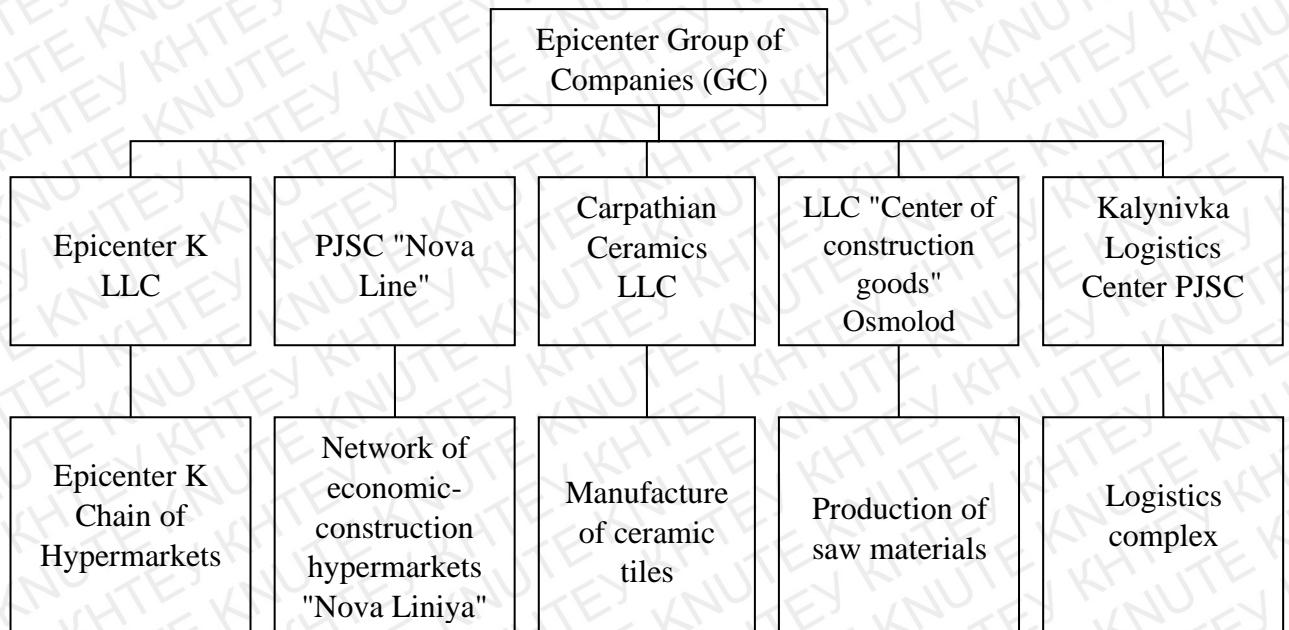 Epicenter Group of
Companies (GC)
Epicenter K
LLC
PJSC "Nova
Line"
Carpathian
Ceramics
LLC
LLC "Center of
construction
goods"
Osmolod
Kalynivka
Logistics
Center PJSC
Epicenter K
Chain of
Hypermarkets
Network of
economic-
construction
hypermarkets
"Nova Liniya"
Manufacture
of ceramic
tiles
Production of
saw materials
Logistics
complex